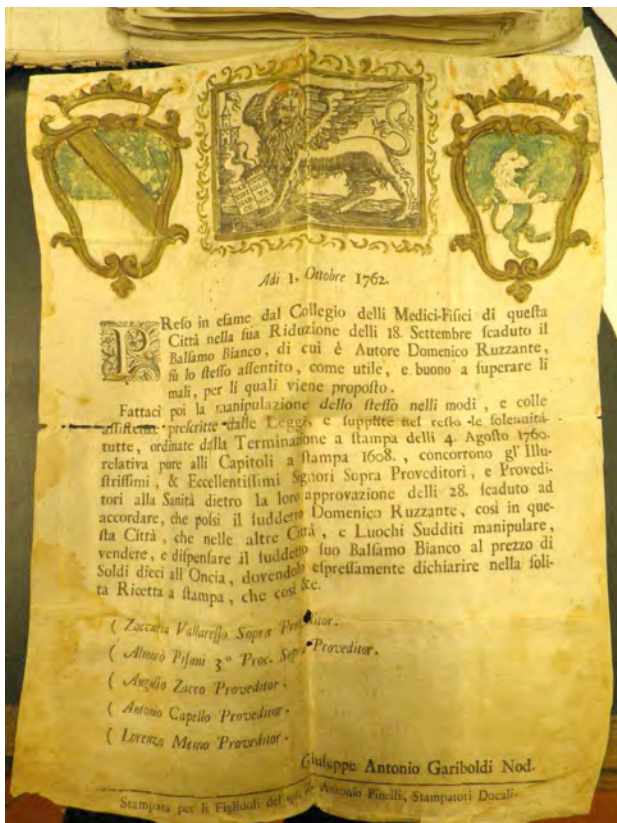 Adi 1. Ottobre 1762.
PReso in esame dal Collegio delli Medici-Fisici di questa
Città nella sua Riduzione delli 18. Settembre scaduto il
Balsamo Bianco, di cui è Autore Domenico Ruzzante,
fù lo stesso assentito, come utile, e buono a superare li
mali, per li quali viene proposto.
Fattaci poi la manipulazione dello stesso nelli modi, e colle
assistenze prescritte dalle Leggi, e supplite nel resto le solennità
tutte, ordinate dalla Terminazione a stampa delli 4. Agosto 1760.
relativa pure alli Capitoli a stampa 1608., concorrono gl' Illu-
strissimi, & Eccellentissimi Signori Sopra Proveditori, e Provedi-
tori alla Sanità dietro la loro approvazione delli 28. scaduto ad
accordare, che possi il suddetto Domenico Ruzzante, così in que-
sta Città, che nelle altre Città, e Luochi Sudditi manipulare,
vendere, e dispensare il suddetto suo Balsamo Bianco al prezzo di
Soldi dieci all' Oncia, dovendolo espressamente dichiarire nella soli-
ta Ricetta a stampa, che così &c.
( Zaccaria Vallaresso Sopra Proveditor.
( Almorò Pisani 3° Proc. Sopra Proveditor.
( Angelo Zacco Proveditor.
( Antonio Capello Proveditor.
( Lorenzo Memo Proveditor.
Giuseppe Antonio Gariboldi Nod.
Stampata per li Figliuoli del Antonio Pinelli, Stampatori Ducali.